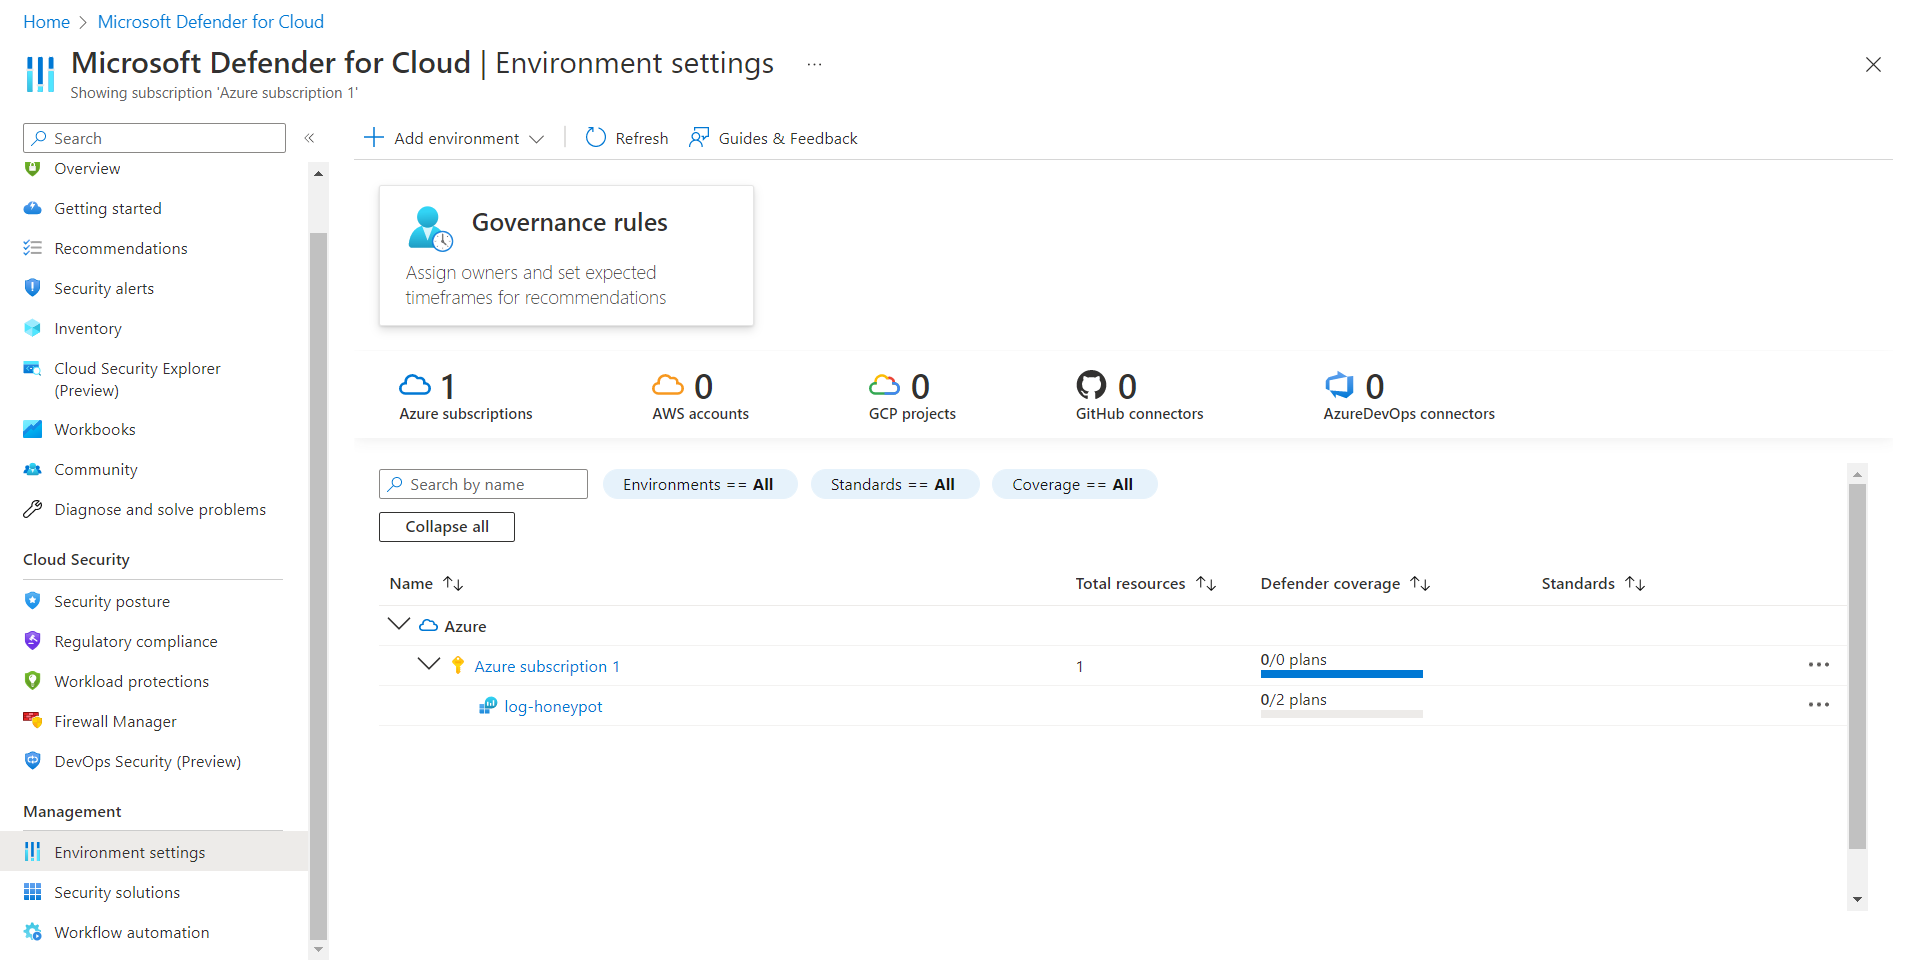 Home > Microsoft Defender for Cloud
Microsoft Defender for Cloud | Environment settings ...
Showing subscription 'Azure subscription 1'
Search
«
Overview
Getting started
Recommendations
Security alerts
Inventory
Cloud Security Explorer
(Preview)
Workbooks
Community
Diagnose and solve problems
Cloud Security
Security posture
Regulatory compliance
Workload protections
Firewall Manager
DevOps Security (Preview)
Management
Environment settings
Security solutions
Workflow automation
Add environment
Refresh
Guides & Feedback
Governance rules
Assign owners and set expected
timeframes for recommendations
1
Azure subscriptions
0
AWS accounts
0
GCP projects
0
GitHub connectors
0
AzureDevOps connectors
Search by name
Environments == All
Standards == All
Coverage == All
Collapse all
Name Total resources Defender coverage Standards
Azure
Azure subscription 1 1 0/0 plans
log-honeypot 0/2 plans